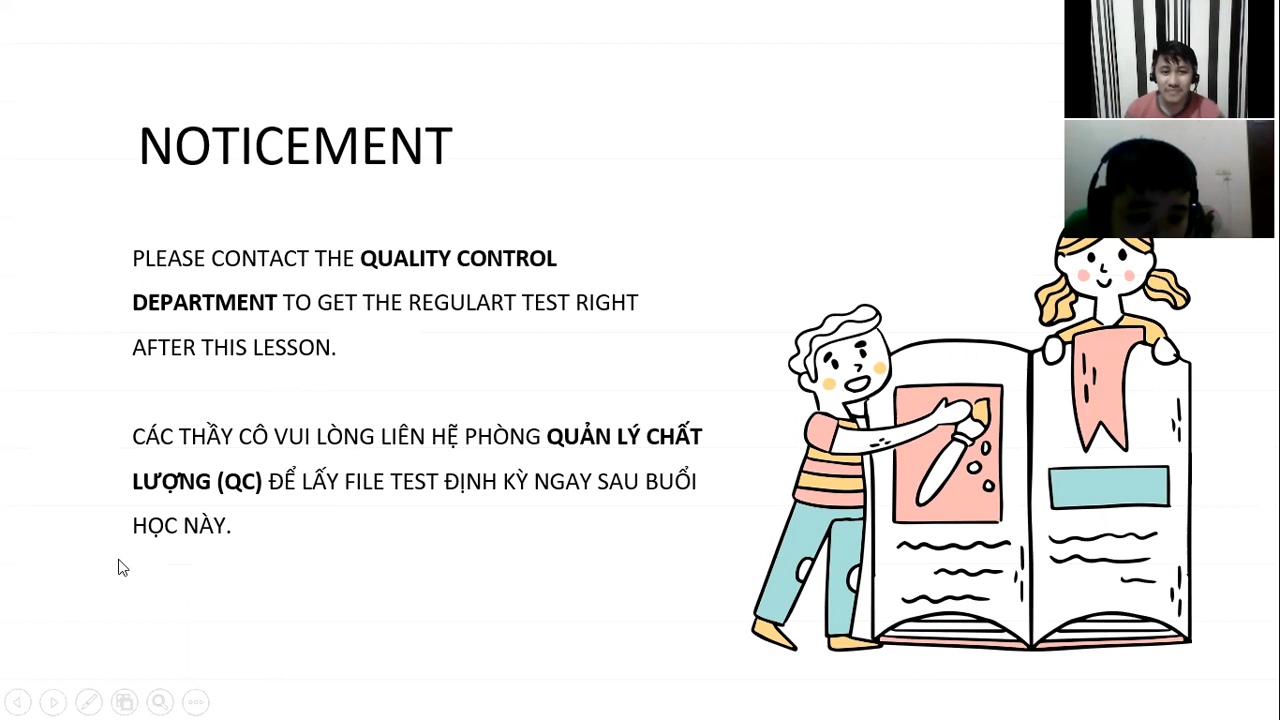 NOTICEMENT
PLEASE CONTACT THE QUALITY CONTROL
DEPARTMENT TO GET THE REGULART TEST RIGHT
AFTER THIS LESSON.
CÁC THẦY CÔ VUI LÒNG LIÊN HỆ PHÒNG QUẢN LÝ CHẤT
LƯỢNG (QC) ĐỂ LẤY FILE TEST ĐỊNH KỲ NGAY SAU BUỔI
HỌC NÀY.